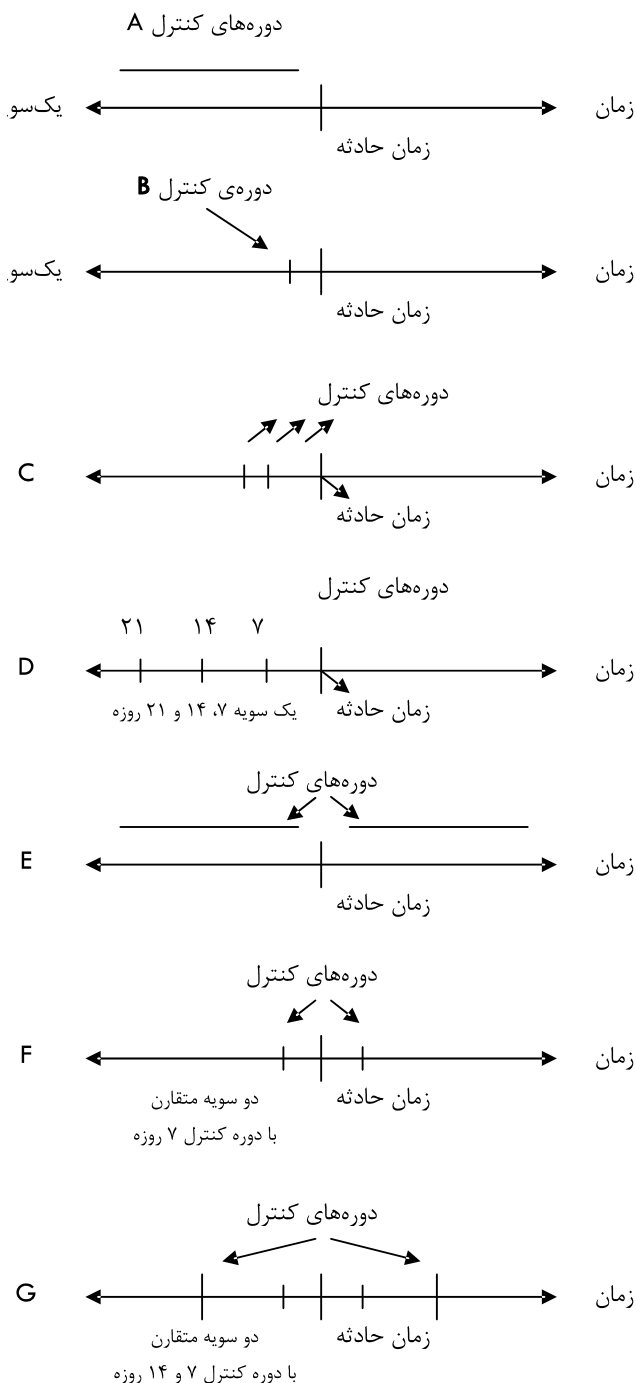 دوره‌های کنترل A
زمان
یک‌سو
زمان حادثه
دوره‌ی کنترل B
زمان
یک‌سو
زمان حادثه
دوره‌های کنترل
C
زمان
زمان حادثه
دوره‌های کنترل
۲۱ ۱۴ ۷
D
زمان
زمان حادثه
یک سویه ۷، ۱۴ و ۲۱ روزه
دوره‌های کنترل
E
زمان
زمان حادثه
دوره‌های کنترل
F
زمان
زمان حادثه
دو سویه متقارن
با دوره کنترل ۷ روزه
دوره‌های کنترل
G
زمان
زمان حادثه
دو سویه متقارن
با دوره کنترل ۷ و ۱۴ روزه